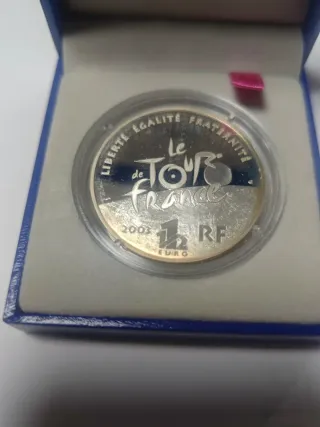 LIBERTÉ ÉGALITÉ FRATERNITÉ
Le
de TOUR
france
2003 1 1/2 RF
EURO